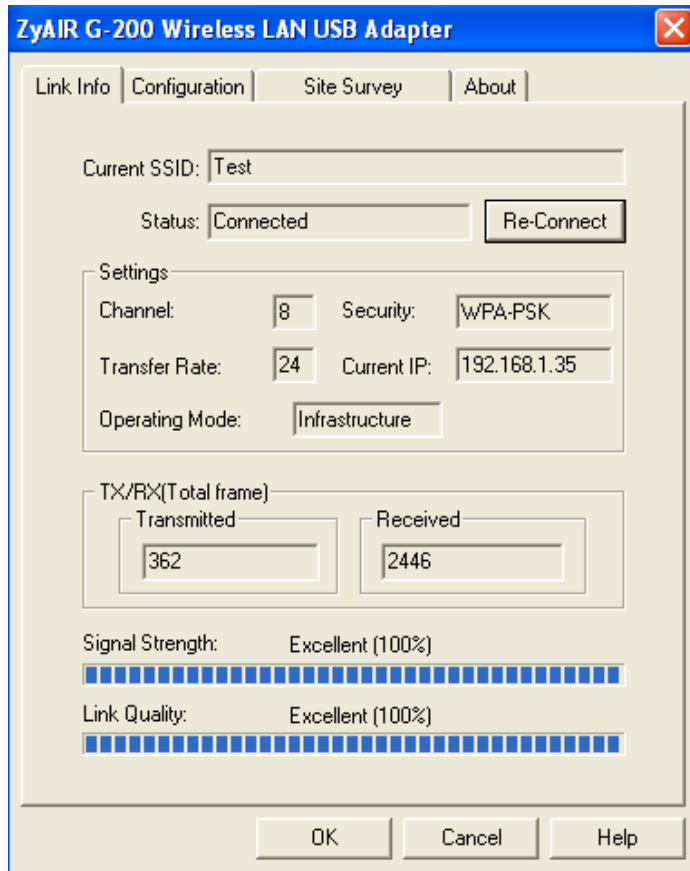 ZyAIR G-200 Wireless LAN USB Adapter
Link Info Configuration Site Survey About
Current SSID: Test
Status: Connected Re-Connect
Settings
Channel: 8 Security: WPA-PSK
Transfer Rate: 24 Current IP: 192.168.1.35
Operating Mode: Infrastructure
TX/RX(Total frame)
Transmitted Received
362 2446
Signal Strength: Excellent (100%)
Link Quality: Excellent (100%)
OK Cancel Help